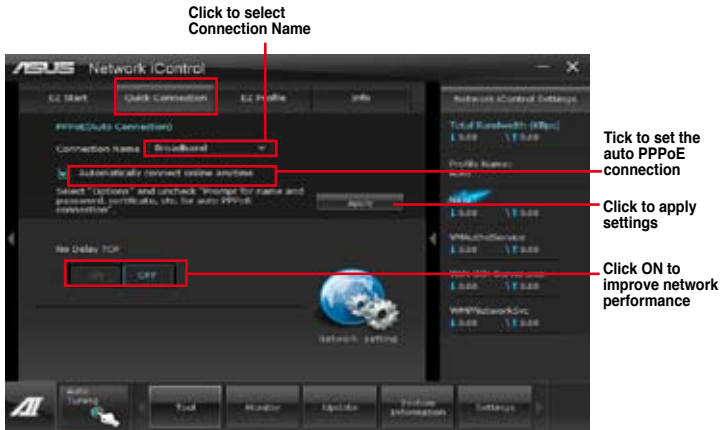 Click to select
Connection Name
ASUS Network iControl
EZ Start
Quick Connection
EZ Profile
Info
Network iControl Settings
PPPoE(Auto Connection)
Connection Name
Broadband
Automatically connect online anytime
Select "Options" and uncheck "Prompt for name and
password, certificate, etc. for auto PPPoE
connection".
Apply
No Delay TCP
ON
OFF
network setting
Total Bandwidth (KBps)
Profile Name:
Tick to set the
auto PPPoE
connection
Click to apply
settings
Click ON to
improve network
performance
WMPNetworkSvc
Auto
Tuning
Tool
Monitor
Update
System
Information
Settings